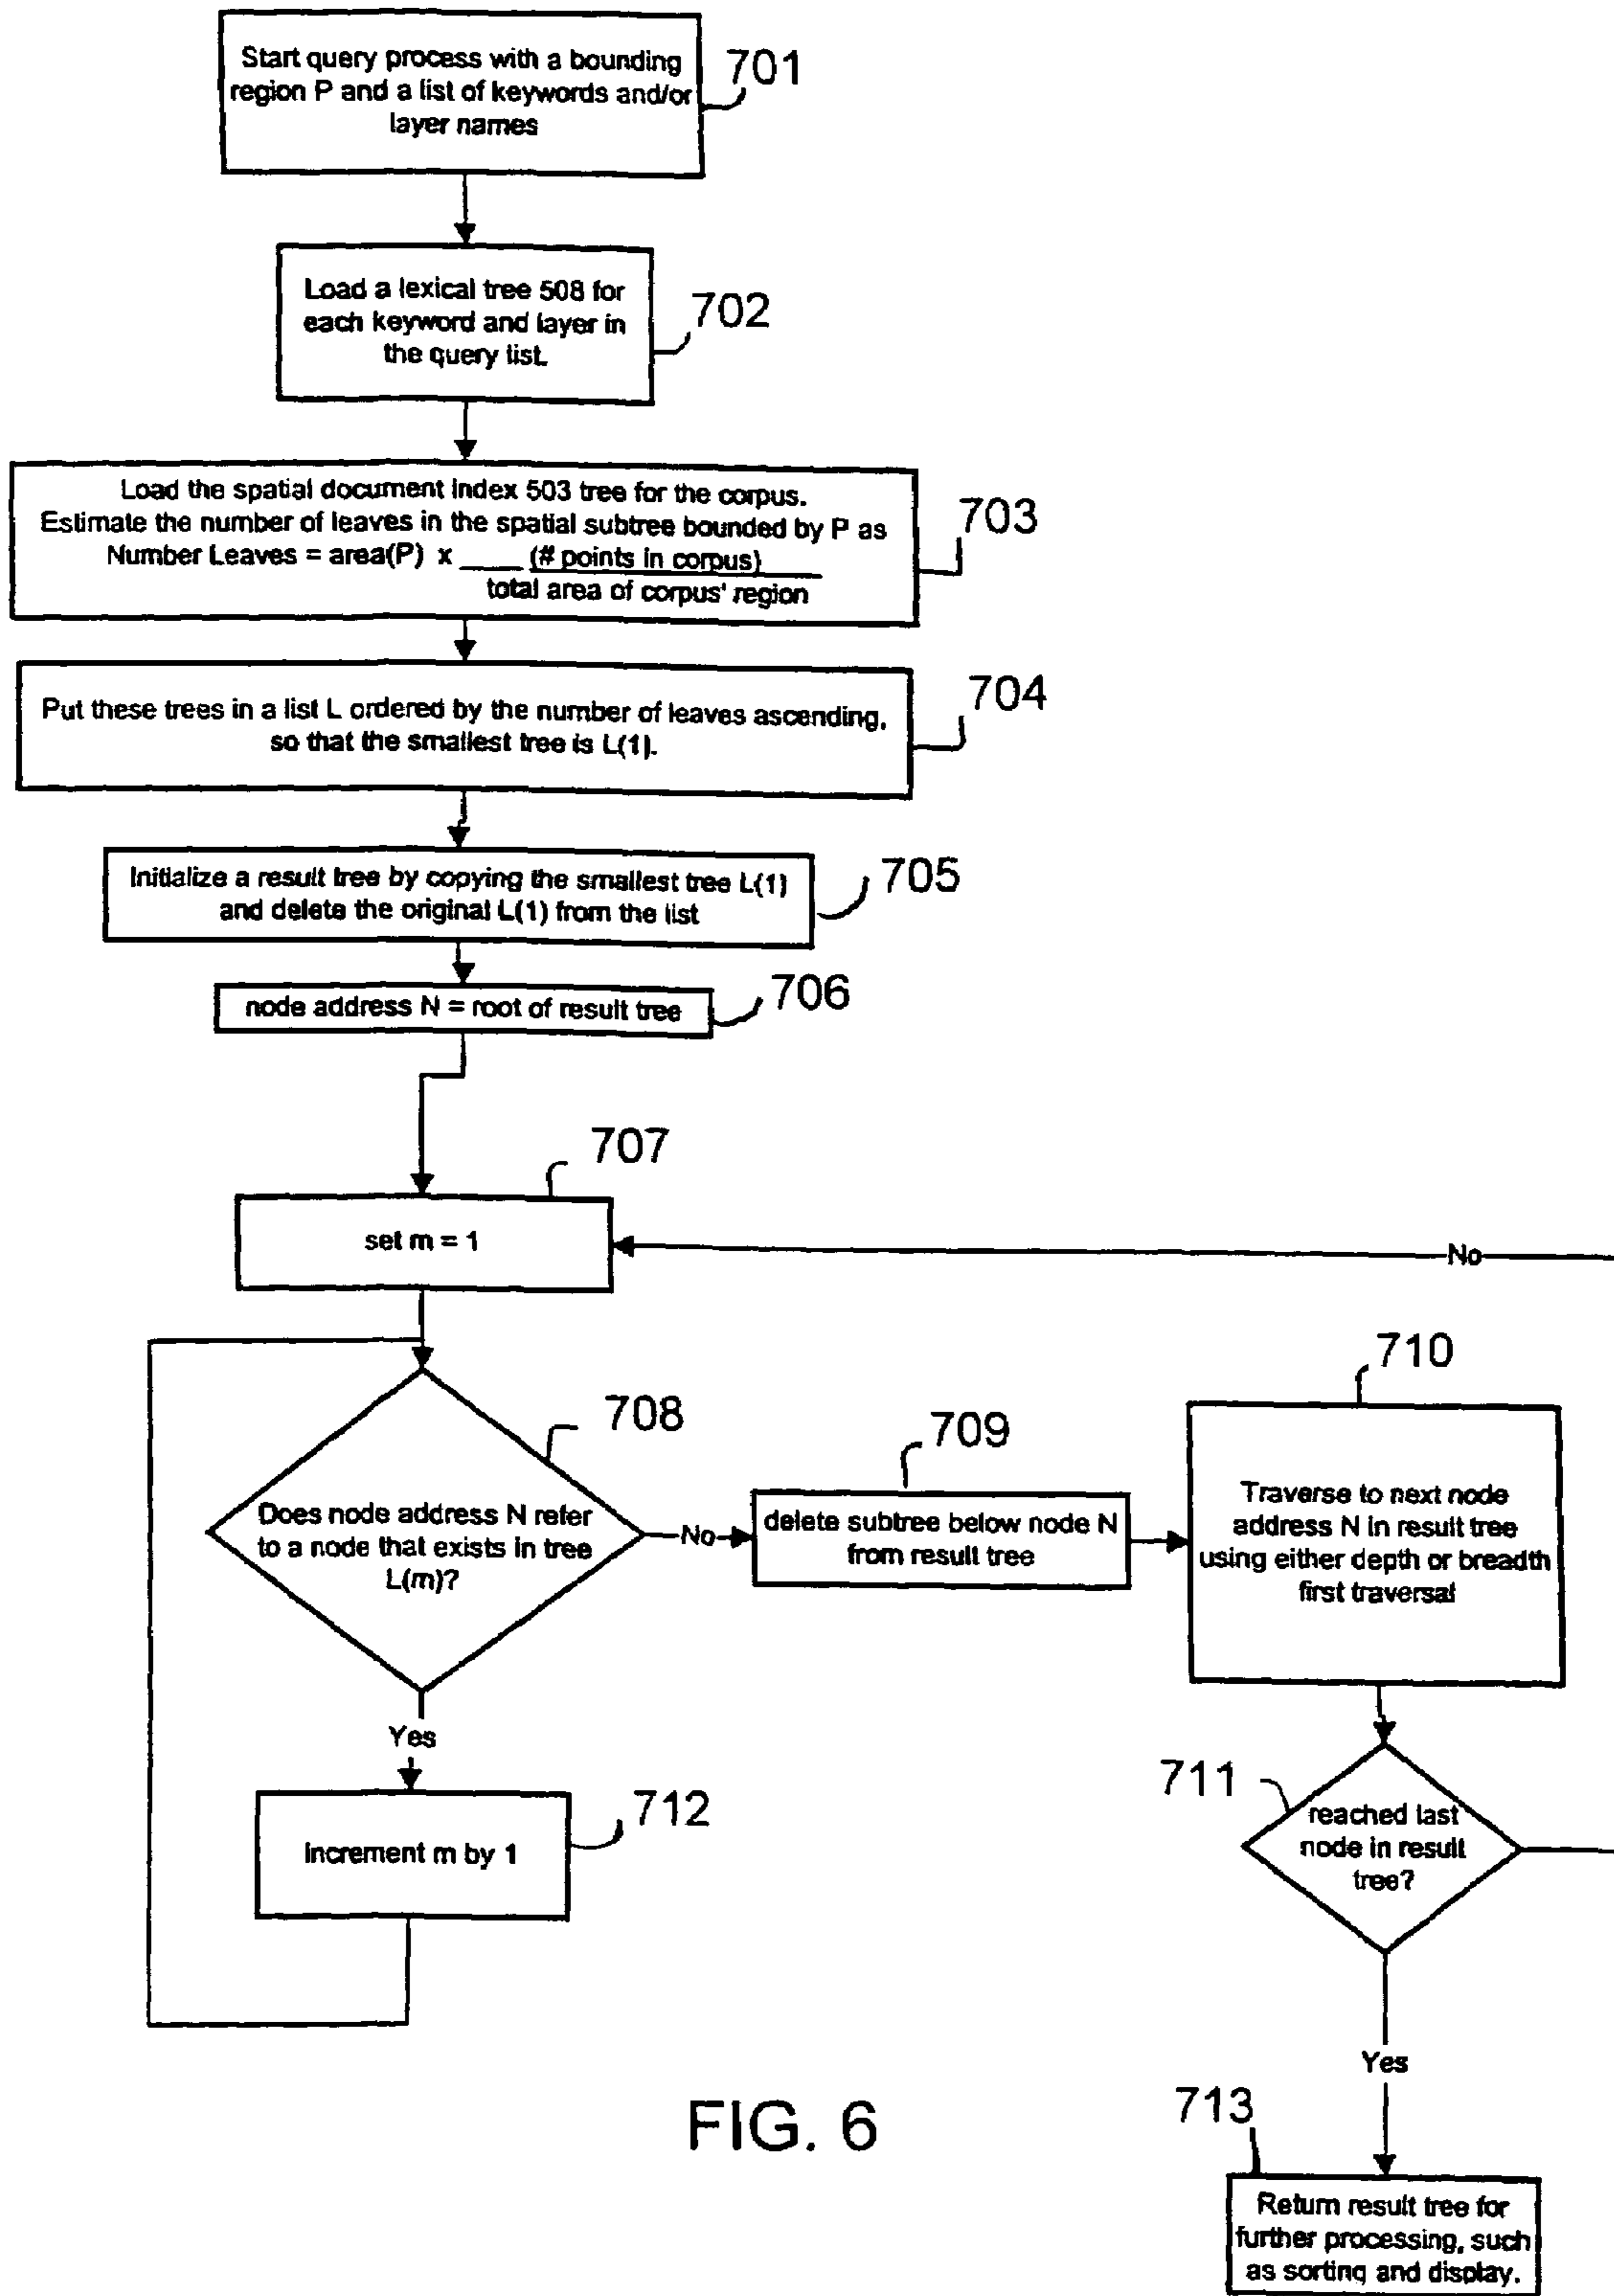 Start query process with a bounding
region P and a list of keywords and/or
layer names
701
Load a lexical tree 508 for
each keyword and layer in
the query list.
702
Load the spatial document index 503 tree for the corpus.
Estimate the number of leaves in the spatial subtree bounded by P as
Number Leaves = area(P) x ____ (# points in corpus)
total area of corpus' region
703
Put these trees in a list L ordered by the number of leaves ascending,
so that the smallest tree is L(1).
704
Initialize a result tree by copying the smallest tree L(1)
and delete the original L(1) from the list
705
node address N = root of result tree
706
707
set m = 1
No
708
Does node address N refer
to a node that exists in tree
L(m)?
No
709
delete subtree below node N
from result tree
710
Traverse to next node
address N in result tree
using either depth or breadth
first traversal
Yes
712
increment m by 1
711
reached last
node in result
tree?
Yes
713
Return result tree for
further processing, such
as sorting and display.
FIG. 6